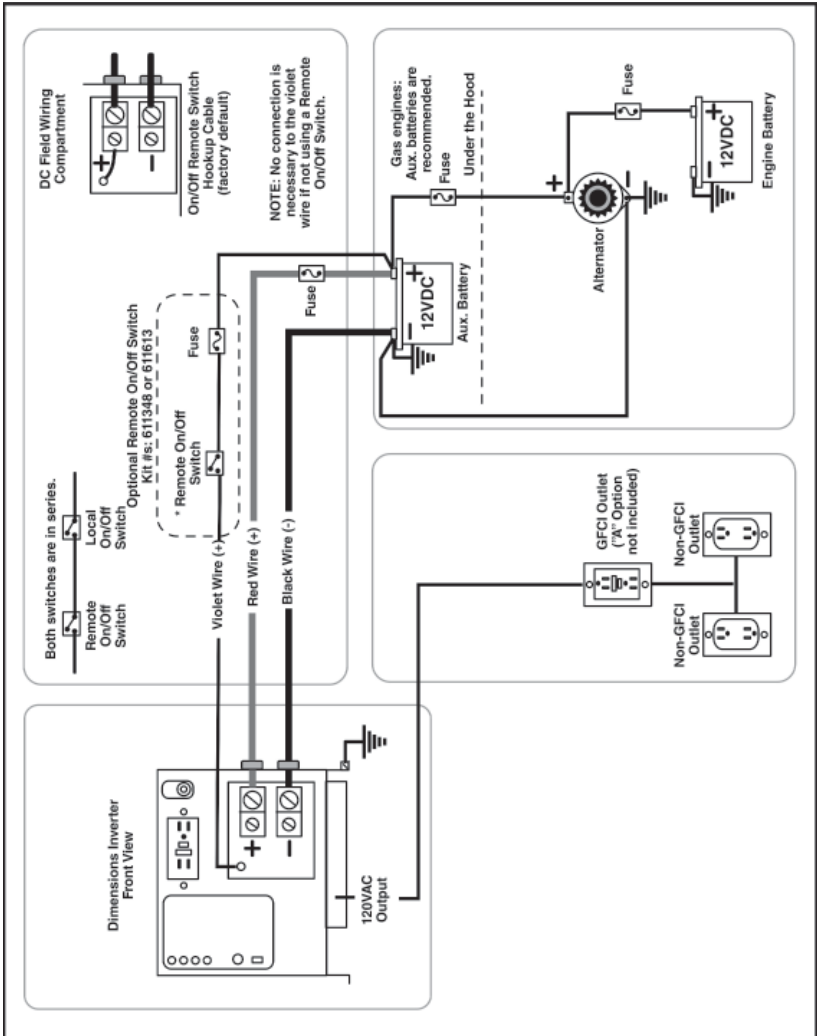 Dimensions Inverter
Front View
+
–
120VAC
Output
Both switches are in series.
Remote
On/Off
Switch
Local
On/Off
Switch
DC Field Wiring
Compartment
+
–
On/Off Remote Switch
Hookup Cable
(factory default)
NOTE: No connection is
necessary to the violet
wire if not using a Remote
On/Off Switch.
Optional Remote On/Off Switch
Kit #s: 611348 or 611613
* Remote On/Off
Switch
Fuse
Violet Wire (+)
Red Wire (+)
Fuse
Black Wire (-)
GFCI Outlet
("A" Option
not included)
Non-GFCI
Outlet
Non-GFCI
Outlet
–
+
12VDC
Aux. Battery
Gas engines:
Aux. batteries are
recommended.
Fuse
Under the Hood
+
–
Alternator
Fuse
–
+
12VDC
Engine Battery